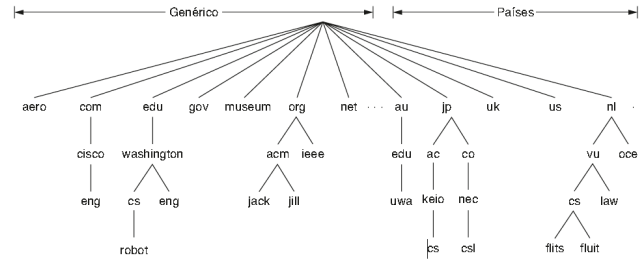 Genérico Países
aero com edu gov museum org net · · · au jp uk us nl ·
cisco washington acm ieee edu ac co vu oce
eng cs eng jack jill uwa keio nec cs law
robot cs csl flits fluit